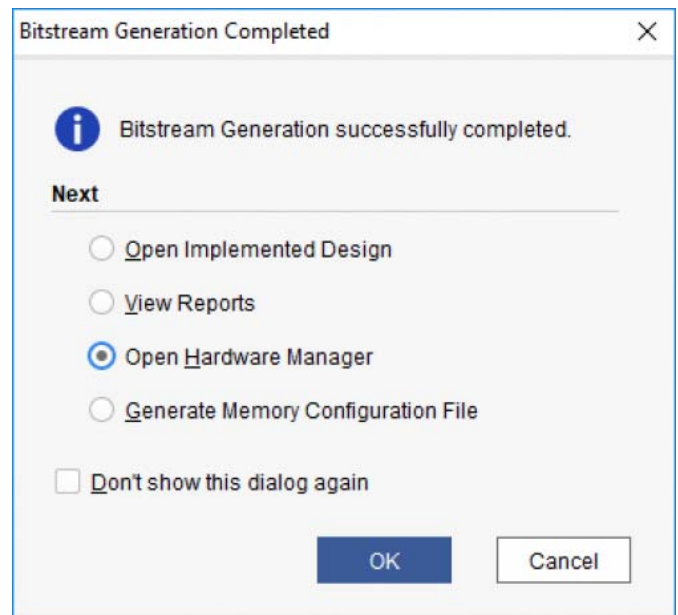 Bitstream Generation Completed
Bitstream Generation successfully completed.
Next
Open Implemented Design
View Reports
Open Hardware Manager
Generate Memory Configuration File
Don't show this dialog again
OK Cancel